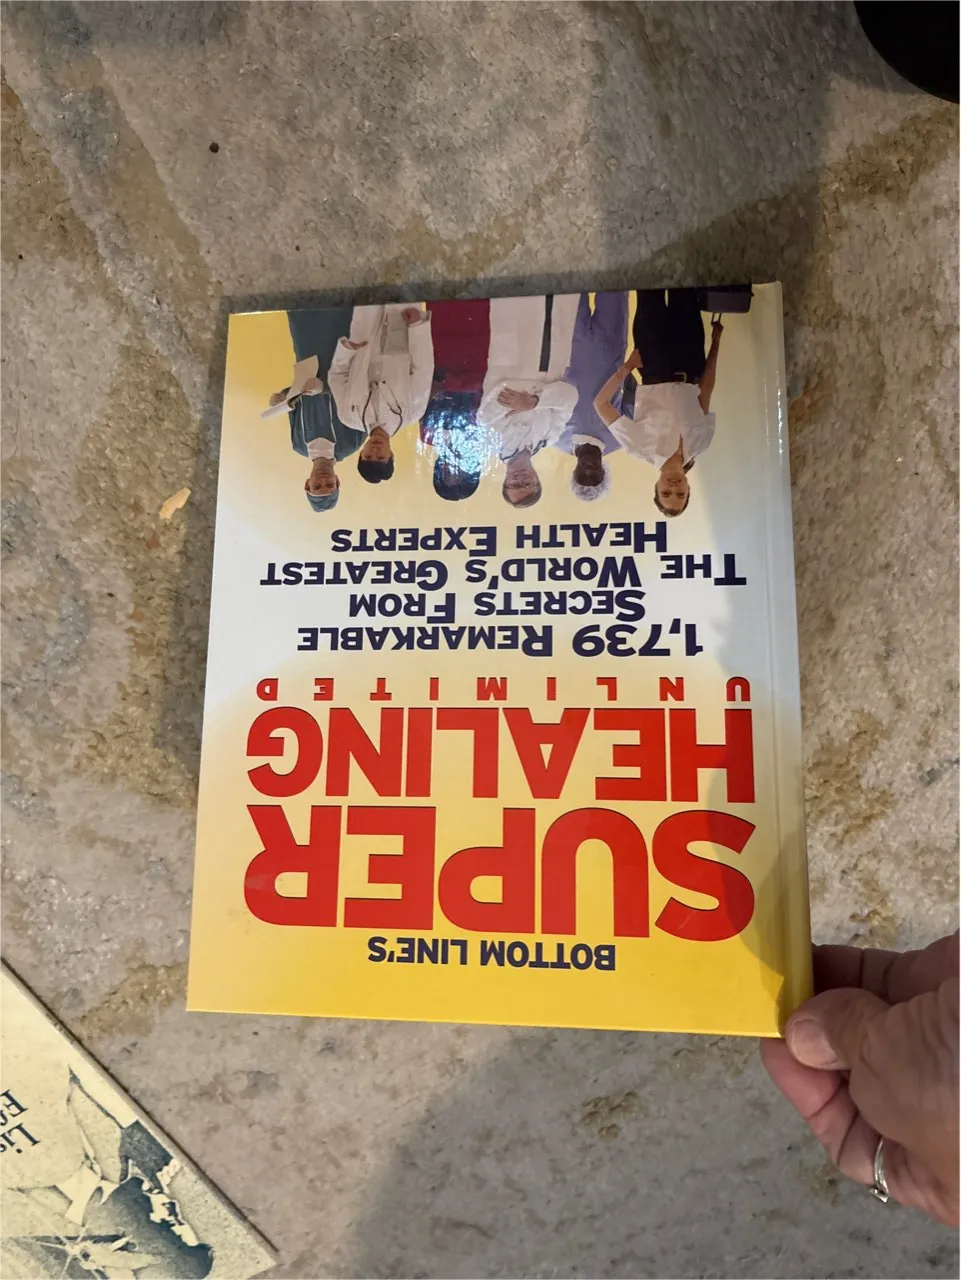 BOTTOM LINE'S
SUPER
HEALING
UNLIMITED
1,739 REMARKABLE
SECRETS FROM
THE WORLD'S GREATEST
HEALTH EXPERTS